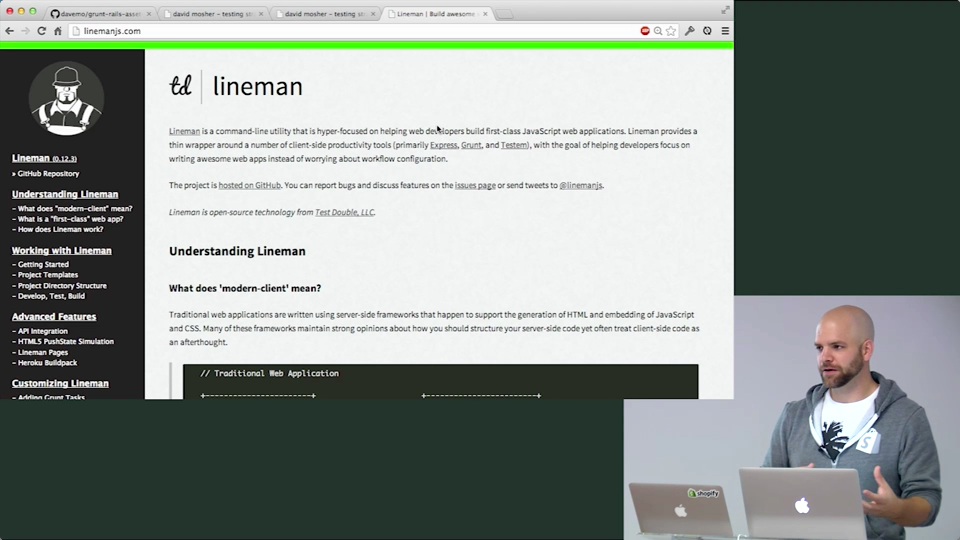 davemo/grunt-rails-asse
david mosher – testing str
david mosher – testing str
Lineman | Build awesome
linemanjs.com
td | lineman
Lineman is a command-line utility that is hyper-focused on helping web developers build first-class JavaScript web applications. Lineman provides a
thin wrapper around a number of client-side productivity tools (primarily Express, Grunt, and Testem), with the goal of helping developers focus on
writing awesome web apps instead of worrying about workflow configuration.
The project is hosted on GitHub. You can report bugs and discuss features on the issues page or send tweets to @linemanjs.
Lineman is open-source technology from Test Double, LLC.
Understanding Lineman
What does 'modern-client' mean?
Traditional web applications are written using server-side frameworks that happen to support the generation of HTML and embedding of JavaScript
and CSS. Many of these frameworks maintain strong opinions about how you should structure your server-side code yet often treat client-side code as
an afterthought.
// Traditional Web Application
Lineman (0.12.3)
» GitHub Repository
Understanding Lineman
– What does "modern-client" mean?
– What is a "first-class" web app?
– How does Lineman work?
Working with Lineman
– Getting Started
– Project Templates
– Project Directory Structure
– Develop, Test, Build
Advanced Features
– API Integration
– HTML5 PushState Simulation
– Lineman Pages
– Heroku Buildpack
Customizing Lineman
– Adding Grunt Tasks
shopify